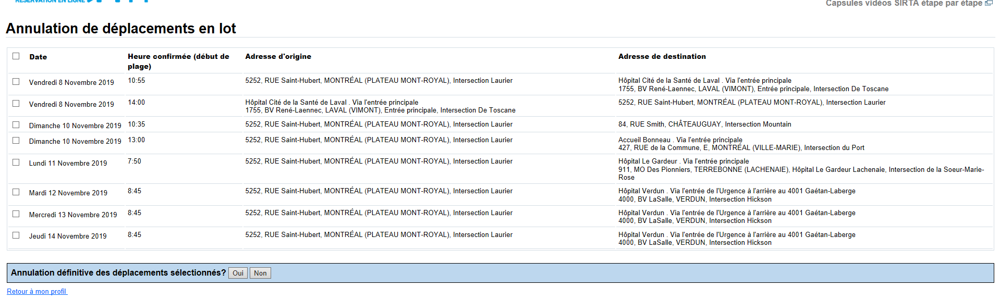 RÉSERVATION EN LIGNE
Capsules vidéos SIRTA étape par étape
Annulation de déplacements en lot
Date Heure confirmée (début de plage) Adresse d'origine Adresse de destination
Vendredi 8 Novembre 2019 10:55 5252, RUE Saint-Hubert, MONTRÉAL (PLATEAU MONT-ROYAL), Intersection Laurier Hôpital Cité de la Santé de Laval . Via l'entrée principale
1755, BV René-Laennec, LAVAL (VIMONT), Entrée principale, Intersection De Toscane
Vendredi 8 Novembre 2019 14:00 Hôpital Cité de la Santé de Laval . Via l'entrée principale
1755, BV René-Laennec, LAVAL (VIMONT), Entrée principale, Intersection De Toscane 5252, RUE Saint-Hubert, MONTRÉAL (PLATEAU MONT-ROYAL), Intersection Laurier
Dimanche 10 Novembre 2019 10:35 5252, RUE Saint-Hubert, MONTRÉAL (PLATEAU MONT-ROYAL), Intersection Laurier 84, RUE Smith, CHÂTEAUGUAY, Intersection Mountain
Dimanche 10 Novembre 2019 13:00 5252, RUE Saint-Hubert, MONTRÉAL (PLATEAU MONT-ROYAL), Intersection Laurier Accueil Bonneau . Via l'entrée principale
427, RUE de la Commune, E, MONTRÉAL (VILLE-MARIE), Intersection du Port
Lundi 11 Novembre 2019 7:50 5252, RUE Saint-Hubert, MONTRÉAL (PLATEAU MONT-ROYAL), Intersection Laurier Hôpital Le Gardeur . Via l'entrée principale
911, MO Des Pionniers, TERREBONNE (LACHENAIE), Hôpital Le Gardeur Lachenaie, Intersection de la Soeur-Marie-
Rose
Mardi 12 Novembre 2019 8:45 5252, RUE Saint-Hubert, MONTRÉAL (PLATEAU MONT-ROYAL), Intersection Laurier Hôpital Verdun . Via l'entrée de l'Urgence à l'arrière au 4001 Gaétan-Laberge
4000, BV LaSalle, VERDUN, Intersection Hickson
Mercredi 13 Novembre 2019 8:45 5252, RUE Saint-Hubert, MONTRÉAL (PLATEAU MONT-ROYAL), Intersection Laurier Hôpital Verdun . Via l'entrée de l'Urgence à l'arrière au 4001 Gaétan-Laberge
4000, BV LaSalle, VERDUN, Intersection Hickson
Jeudi 14 Novembre 2019 8:45 5252, RUE Saint-Hubert, MONTRÉAL (PLATEAU MONT-ROYAL), Intersection Laurier Hôpital Verdun . Via l'entrée de l'Urgence à l'arrière au 4001 Gaétan-Laberge
4000, BV LaSalle, VERDUN, Intersection Hickson
Annulation définitive des déplacements sélectionnés? Oui Non
Retour à mon profil